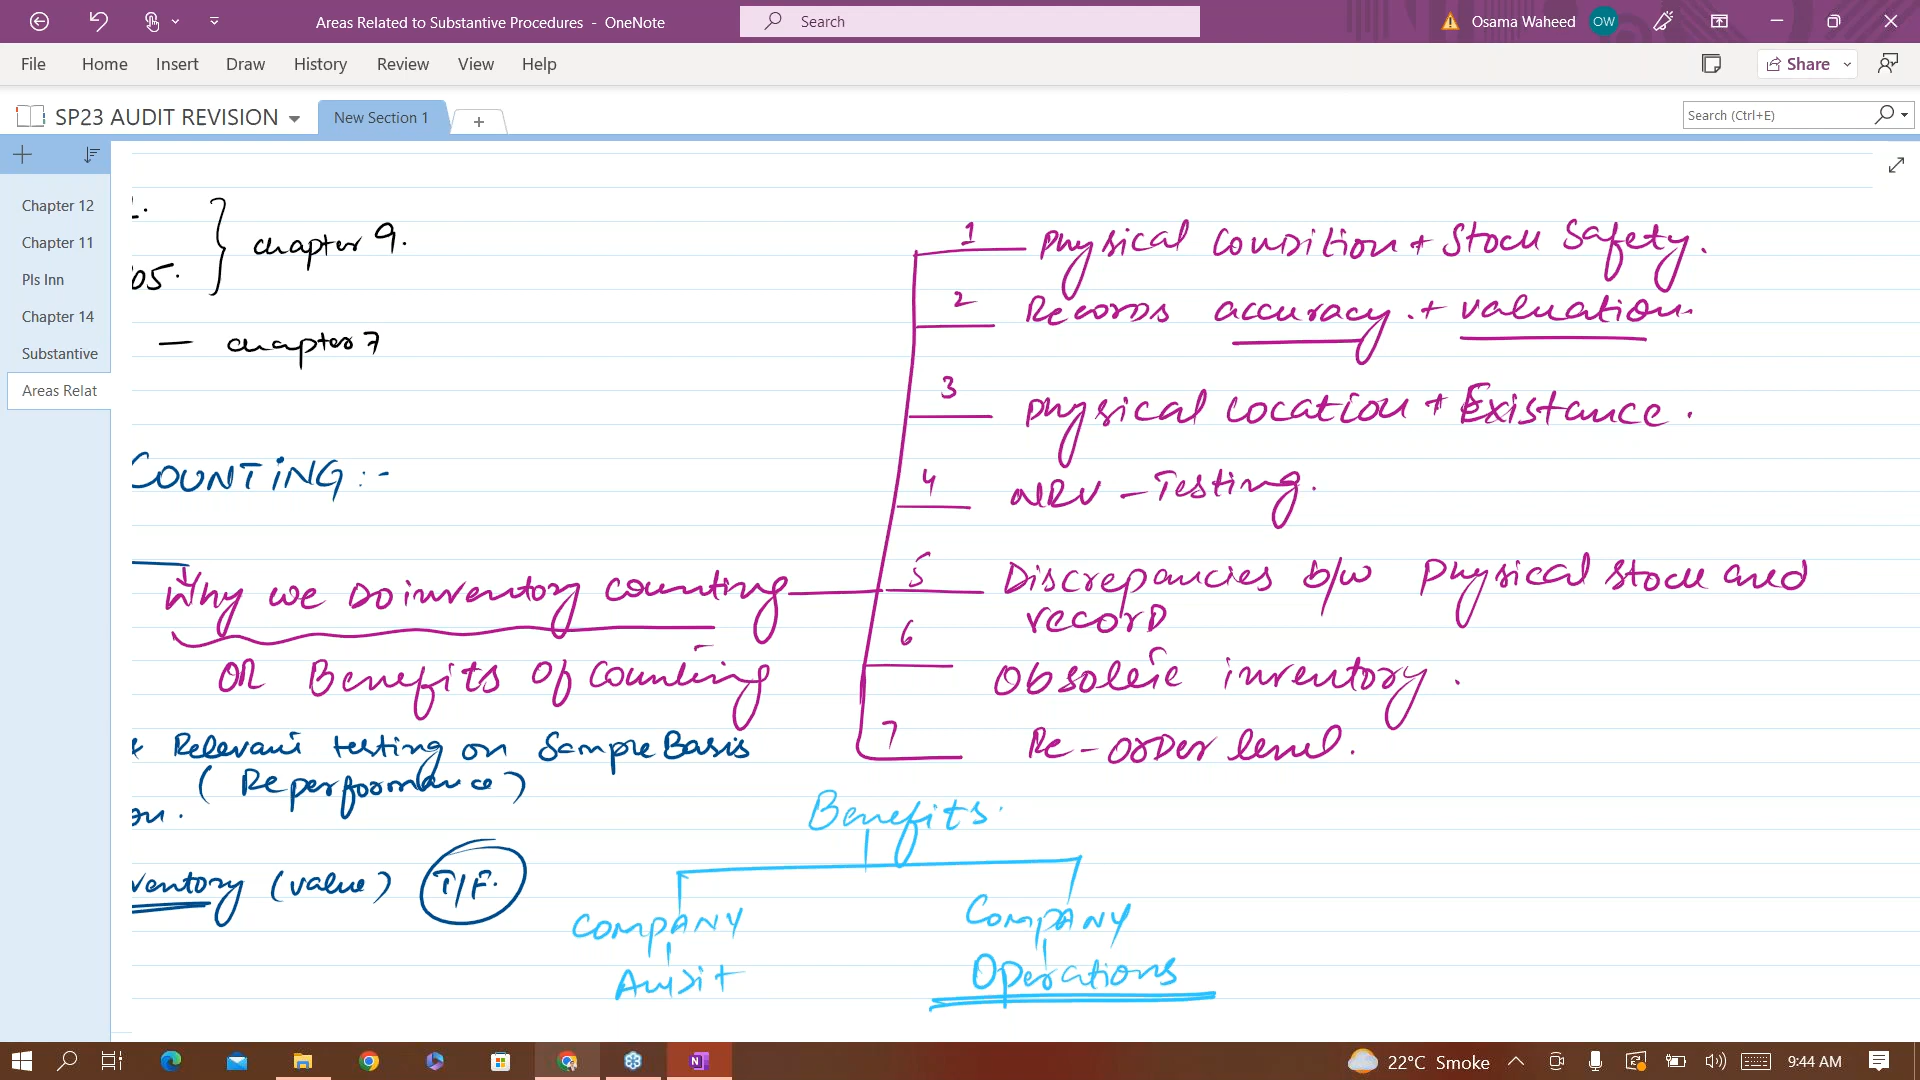 Areas Related to Substantive Procedures - OneNote
Search
Osama Waheed
OW
File Home Insert Draw History Review View Help
Share
SP23 AUDIT REVISION
New Section 1
Search (Ctrl+E)
Chapter 12
Chapter 11
Pls Inn
Chapter 14
Substantive
Areas Relat
chapter 9.
05.
— chapter 7
COUNTING :-
Why we do inventory counting
OR Benefits of counting
1 Physical condition + Stock Safety.
2 Records accuracy. + valuation.
3 Physical location + Existance.
4 NRV - Testing.
5 Discrepancies b/w Physical stock and
record
6 Obsolete inventory.
7 Re-order level.
Relevant testing on Sample Basis
(Reperformance)
on.
ventory (value) T/F.
Benefits.
Company Company
Audit Operations
22°C Smoke
9:44 AM